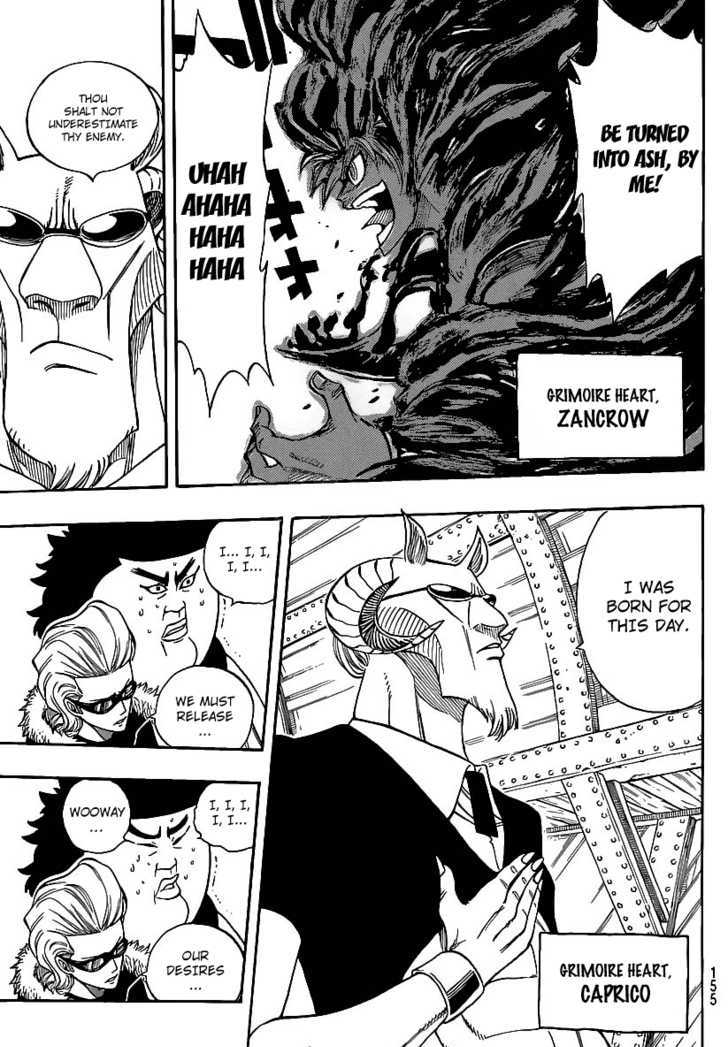 BE TURNED
INTO ASH, BY
ME!
UHAH
AHAHA
HAHA
HAHA
GRIMOIRE HEART,
ZANCROW
THOU
SHALT NOT
UNDERESTIMATE
THY ENEMY.
I WAS
BORN FOR
THIS DAY.
GRIMOIRE HEART,
CAPRICO
I... I, I,
I, I...
WE MUST
RELEASE
...
I, I, I,
I, I...
WOOWAY
...
OUR
DESIRES
...
155